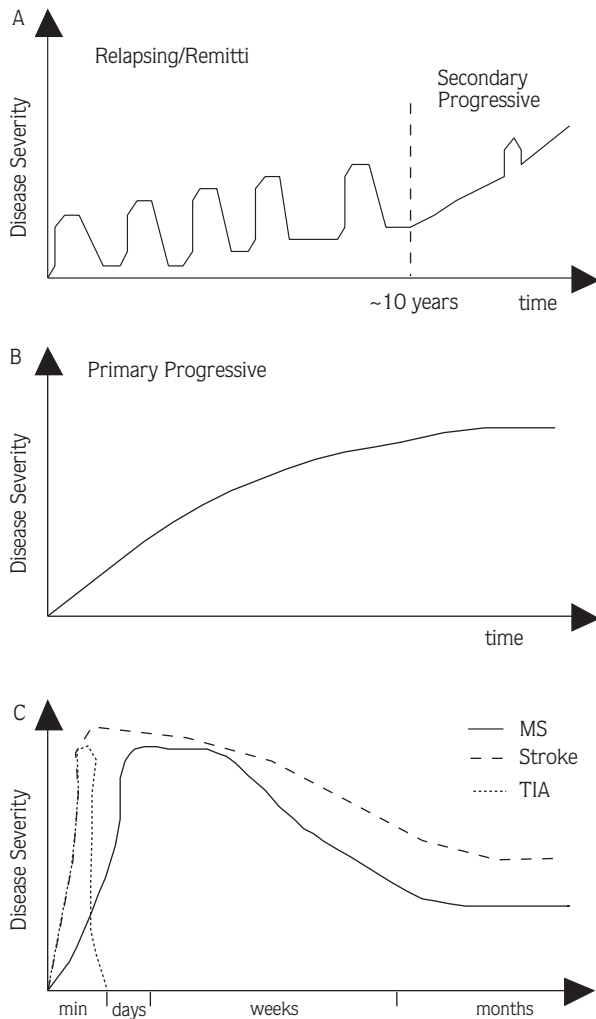 A
Relapsing/Remitti
Secondary
Progressive
Disease Severity
~10 years
time
B
Primary Progressive
Disease Severity
time
C
MS
Stroke
TIA
Disease Severity
min
days
weeks
months